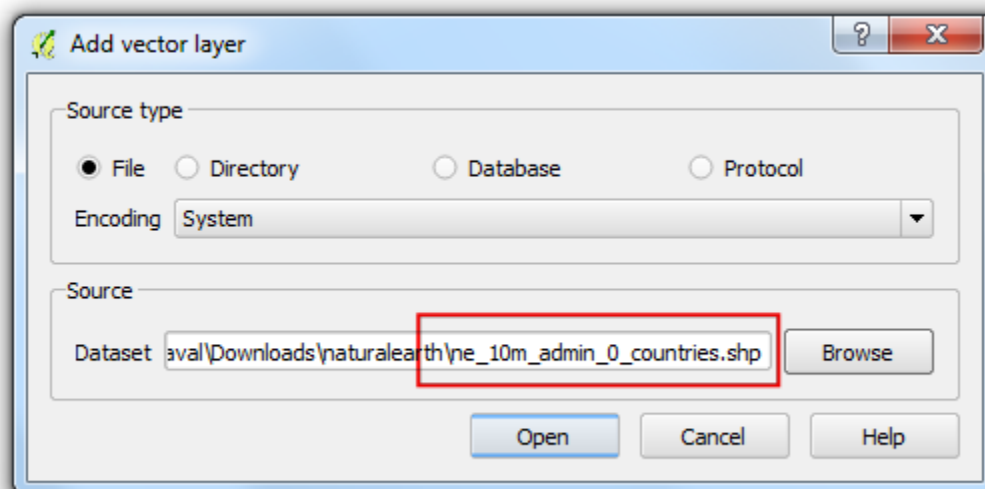 Add vector layer
Source type
File Directory Database Protocol
Encoding System
Source
Dataset aval\Downloads\naturalearth\ne_10m_admin_0_countries.shp Browse
Open Cancel Help